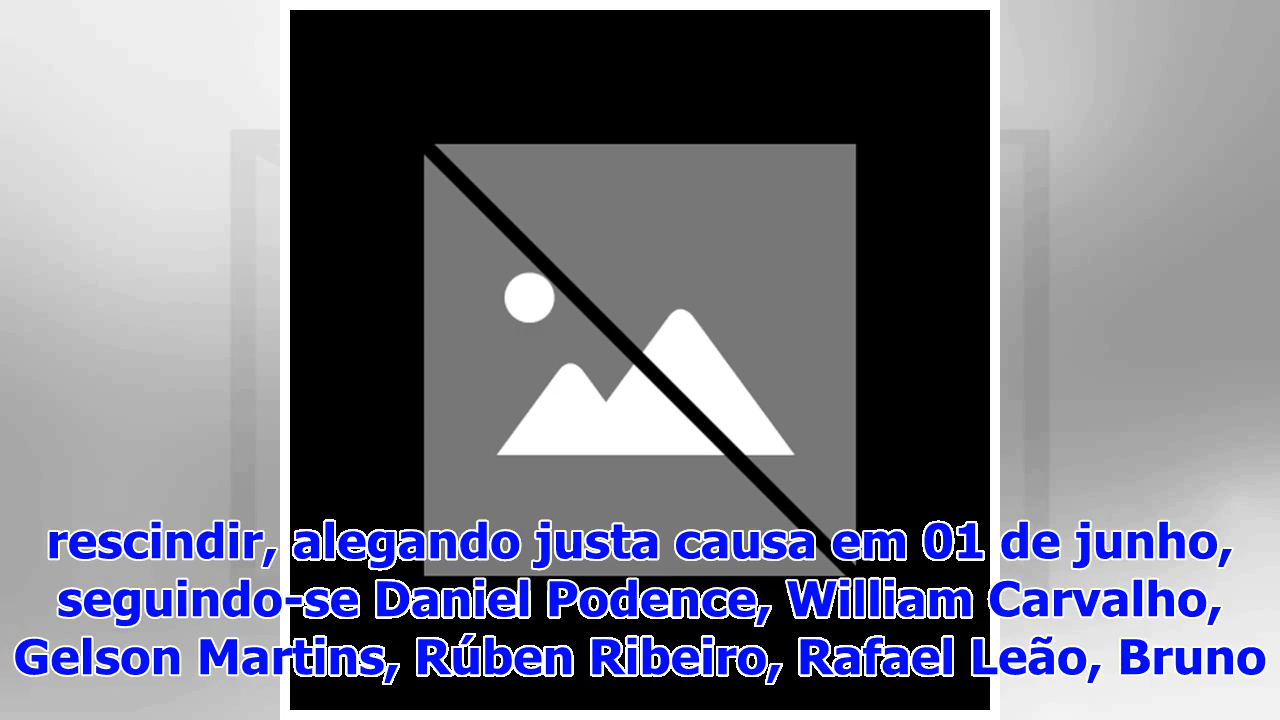 rescindir, alegando justa causa em 01 de junho,
seguindo-se Daniel Podence, William Carvalho,
Gelson Martins, Rúben Ribeiro, Rafael Leão, Bruno